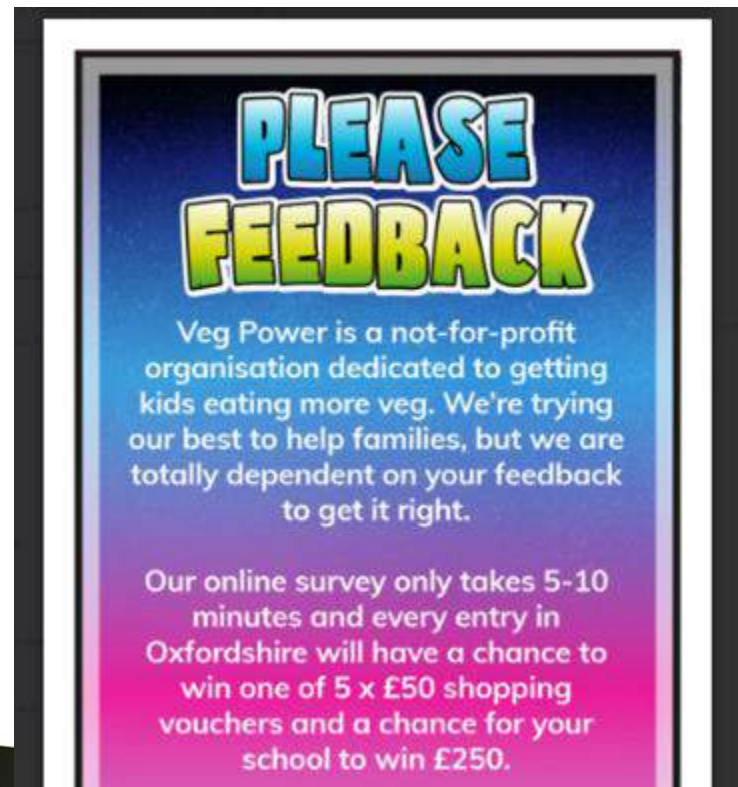 PLEASE
FEEDBACK
Veg Power is a not-for-profit
organisation dedicated to getting
kids eating more veg. We're trying
our best to help families, but we are
totally dependent on your feedback
to get it right.
Our online survey only takes 5-10
minutes and every entry in
Oxfordshire will have a chance to
win one of 5 x £50 shopping
vouchers and a chance for your
school to win £250.